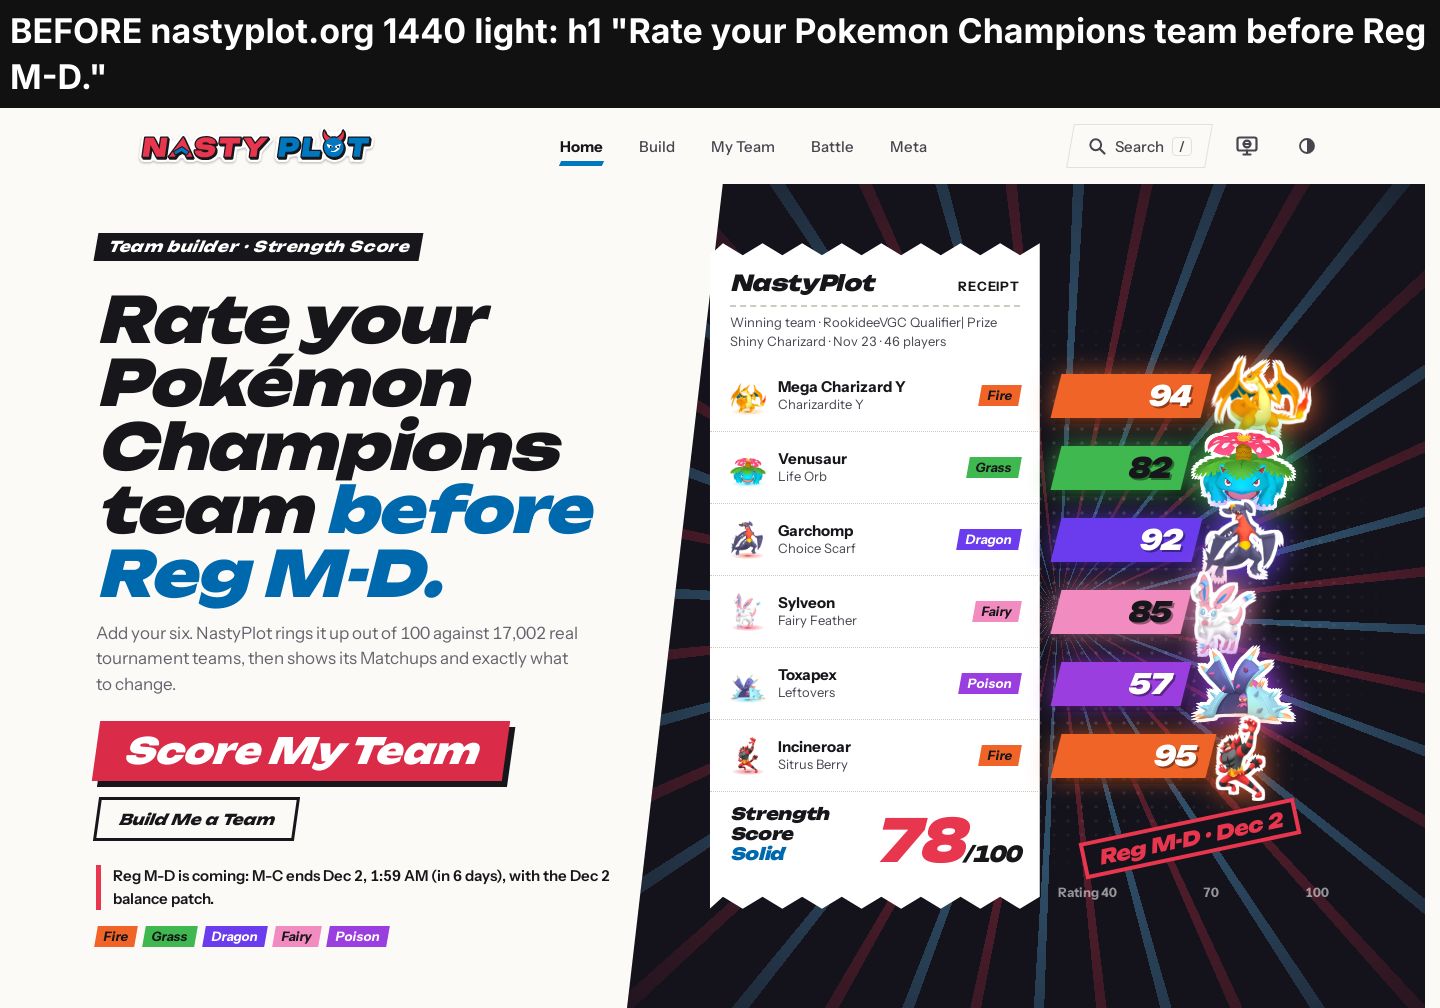 BEFORE nastyplot.org 1440 light: h1 "Rate your Pokemon Champions team before Reg
M-D."
NASTY PLOT
Home
Build
My Team
Battle
Meta
Search /
Team builder · Strength Score
Rate your
Pokémon
Champions
team before
Reg M-D.
Add your six. NastyPlot rings it up out of 100 against 17,002 real
tournament teams, then shows its Matchups and exactly what
to change.
Score My Team
Build Me a Team
Reg M-D is coming: M-C ends Dec 2, 1:59 AM (in 6 days), with the Dec 2
balance patch.
Fire Grass Dragon Fairy Poison
NastyPlot RECEIPT
Winning team · RookideeVGC Qualifier| Prize
Shiny Charizard · Nov 23 · 46 players
Mega Charizard Y
Charizardite Y
Fire
94
Venusaur
Life Orb
Grass
82
Garchomp
Choice Scarf
Dragon
92
Sylveon
Fairy Feather
Fairy
85
Toxapex
Leftovers
Poison
57
Incineroar
Sitrus Berry
Fire
95
Strength
Score
Solid
78/100
Reg M-D · Dec 2
Rating 40 70 100